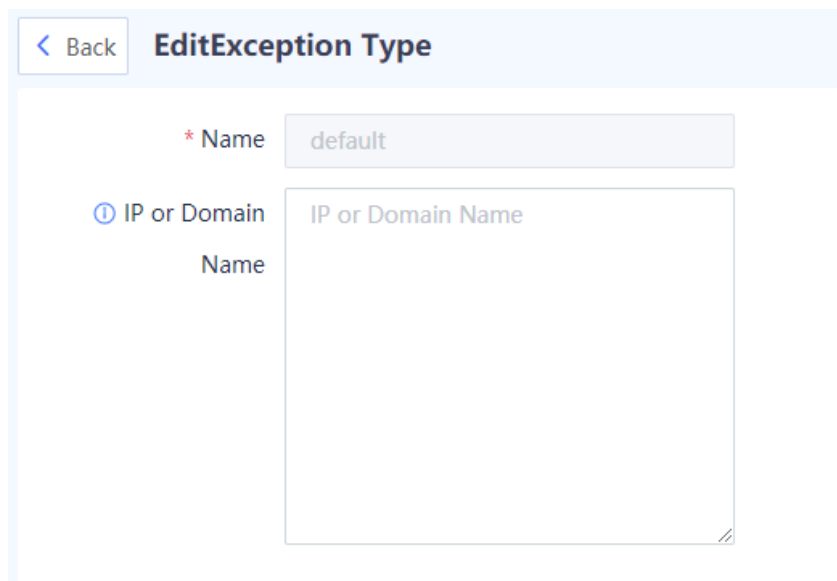 Back EditException Type
* Name default
IP or Domain IP or Domain Name
Name